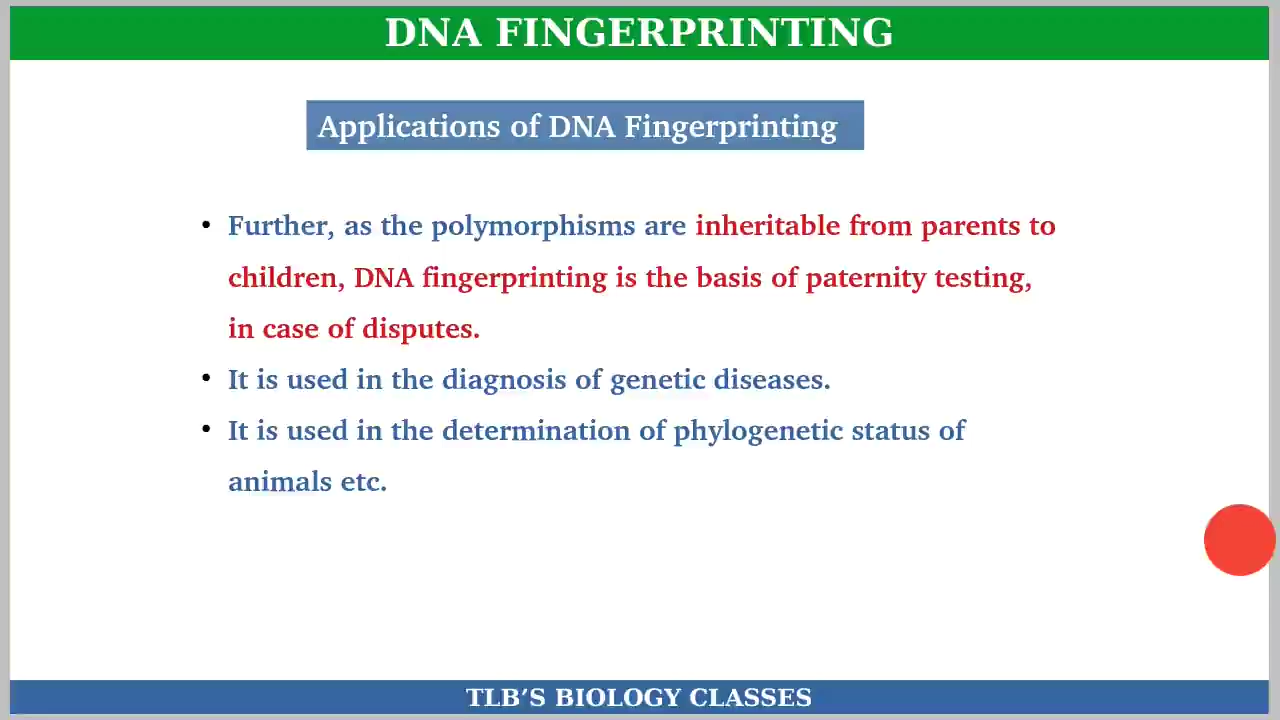 DNA FINGERPRINTING
Applications of DNA Fingerprinting
• Further, as the polymorphisms are inheritable from parents to
children, DNA fingerprinting is the basis of paternity testing,
in case of disputes.
• It is used in the diagnosis of genetic diseases.
• It is used in the determination of phylogenetic status of
animals etc.
TLB’S BIOLOGY CLASSES